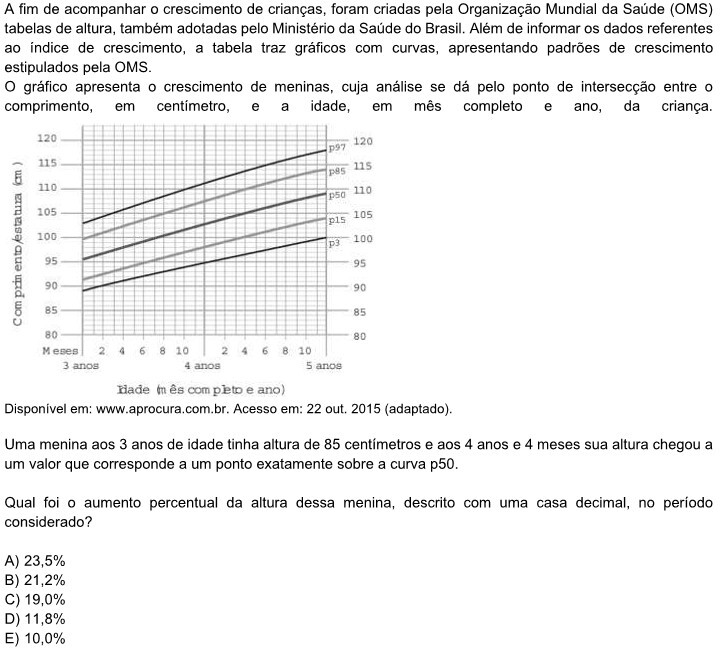 A fim de acompanhar o crescimento de crianças, foram criadas pela Organização Mundial da Saúde (OMS)
tabelas de altura, também adotadas pelo Ministério da Saúde do Brasil. Além de informar os dados referentes
ao índice de crescimento, a tabela traz gráficos com curvas, apresentando padrões de crescimento
estipulados pela OMS.
O gráfico apresenta o crescimento de meninas, cuja análise se dá pelo ponto de intersecção entre o
comprimento, em centímetro, e a idade, em mês completo e ano, da criança.
Comprimento/estatura (cm)
120
115
110
105
100
95
90
85
80
p97
p85
p50
p15
p3
120
115
110
105
100
95
90
85
80
Meses 2 4 6 8 10 2 4 6 8 10
3 anos 4 anos 5 anos
Idade (mês completo e ano)
Disponível em: www.aprocura.com.br. Acesso em: 22 out. 2015 (adaptado).
Uma menina aos 3 anos de idade tinha altura de 85 centímetros e aos 4 anos e 4 meses sua altura chegou a
um valor que corresponde a um ponto exatamente sobre a curva p50.
Qual foi o aumento percentual da altura dessa menina, descrito com uma casa decimal, no período
considerado?
A) 23,5%
B) 21,2%
C) 19,0%
D) 11,8%
E) 10,0%